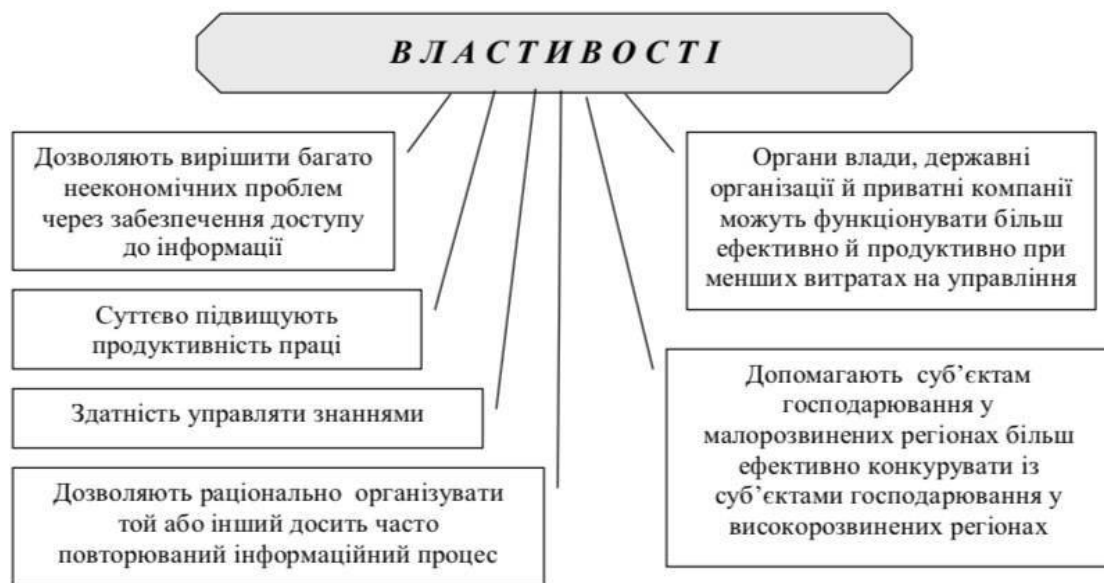 ВЛАСТИВОСТІ
Дозволяють вирішити багато
неекономічних проблем
через забезпечення доступу
до інформації
Суттєво підвищують
продуктивність праці
Здатність управляти знаннями
Дозволяють раціонально організувати
той або інший досить часто
повторюваний інформаційний процес
Органи влади, державні
організації й приватні компанії
можуть функціонувати більш
ефективно й продуктивно при
менших витратах на управління
Допомагають суб’єктам
господарювання у
малорозвинених регіонах більш
ефективно конкурувати із
суб’єктами господарювання у
високорозвинених регіонах